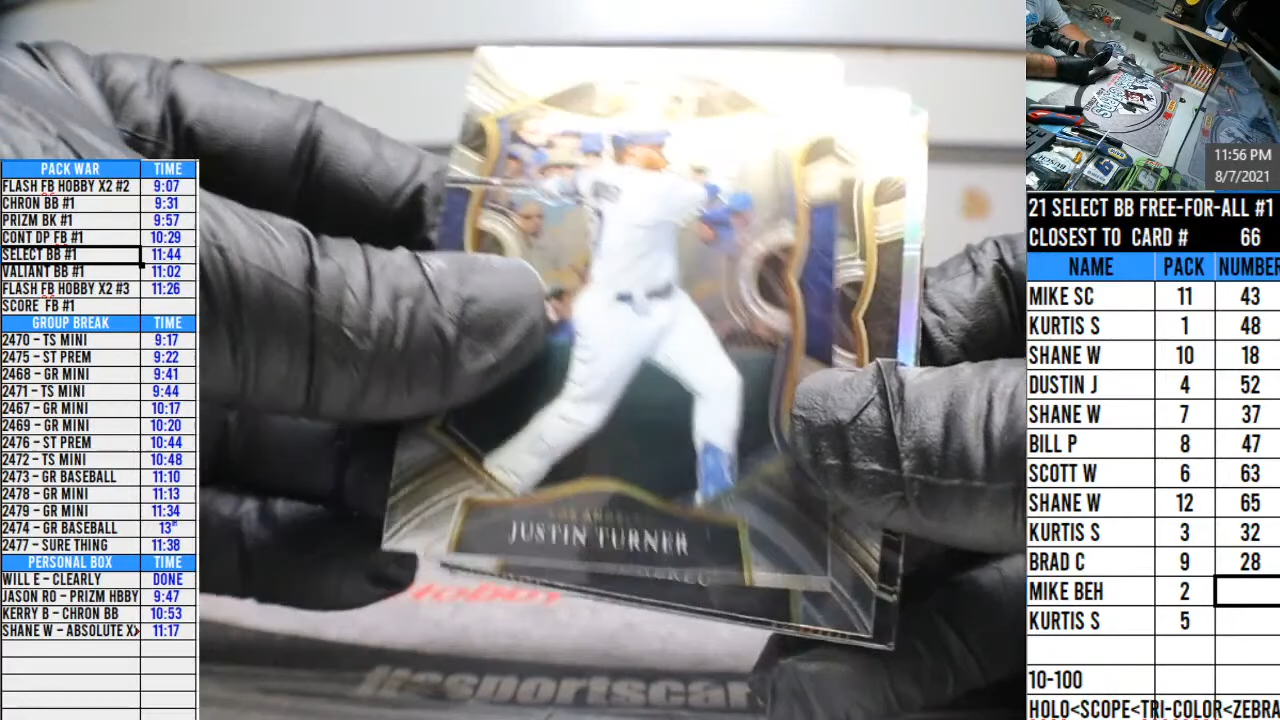 PACK WAR TIME
FLASH FB HOBBY X2 #2 9:07
CHRON BB #1 9:31
PRIZM BK #1 9:57
CONT DP FB #1 10:29
SELECT BB #1 11:44
VALIANT BB #1 11:02
FLASH FB HOBBY X2 #3 11:26
SCORE FB #1
GROUP BREAK TIME
2470 - TS MINI 9:17
2475 - ST PREM 9:22
2468 - GR MINI 9:41
2471 - TS MINI 9:44
2467 - GR MINI 10:17
2469 - GR MINI 10:20
2476 - ST PREM 10:44
2472 - TS MINI 10:48
2473 - GR BASEBALL 11:10
2478 - GR MINI 11:13
2479 - GR MINI 11:34
2474 - GR BASEBALL 13
2477 - SURE THING 11:38
PERSONAL BOX TIME
WILL E - CLEARLY DONE
JASON RO - PRIZM HBBY 9:47
KERRY B - CHRON BB 10:53
SHANE W - ABSOLUTE X 11:17
LOS ANGELES
JUSTIN TURNER
sportscar
11:56 PM
8/7/2021
21 SELECT BB FREE-FOR-ALL #1
CLOSEST TO CARD # 66
NAME PACK NUMBER
MIKE SC 11 43
KURTIS S 1 48
SHANE W 10 18
DUSTIN J 4 52
SHANE W 7 37
BILL P 8 47
SCOTT W 6 63
SHANE W 12 65
KURTIS S 3 32
BRAD C 9 28
MIKE BEH 2
KURTIS S 5
10-100
HOLO<SCOPE<TRI-COLOR<ZEBRA